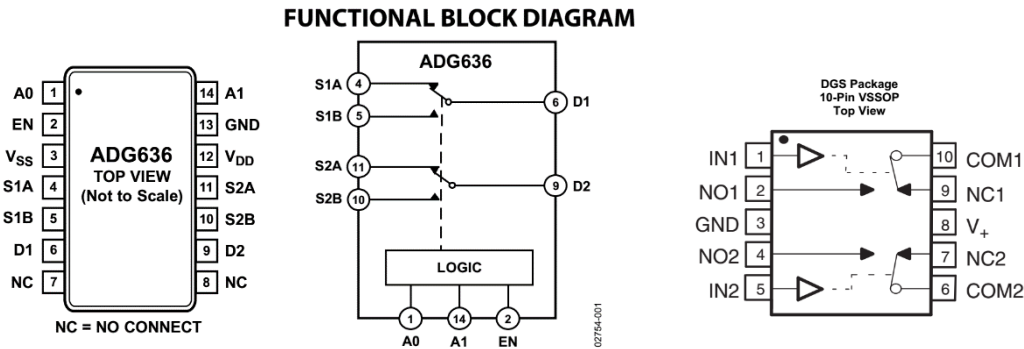 FUNCTIONAL BLOCK DIAGRAM
A0 1 14 A1
EN 2 13 GND
VSS 3 12 VDD
S1A 4 11 S2A
S1B 5 10 S2B
D1 6 9 D2
NC 7 8 NC
ADG636
TOP VIEW
(Not to Scale)
NC = NO CONNECT
ADG636
S1A 4
S1B 5
6 D1
S2A 11
S2B 10
9 D2
LOGIC
1 14 2
A0 A1 EN
02754-001
DGS Package
10-Pin VSSOP
Top View
IN1 1 10 COM1
NO1 2 9 NC1
GND 3 8 V+
NO2 4 7 NC2
IN2 5 6 COM2